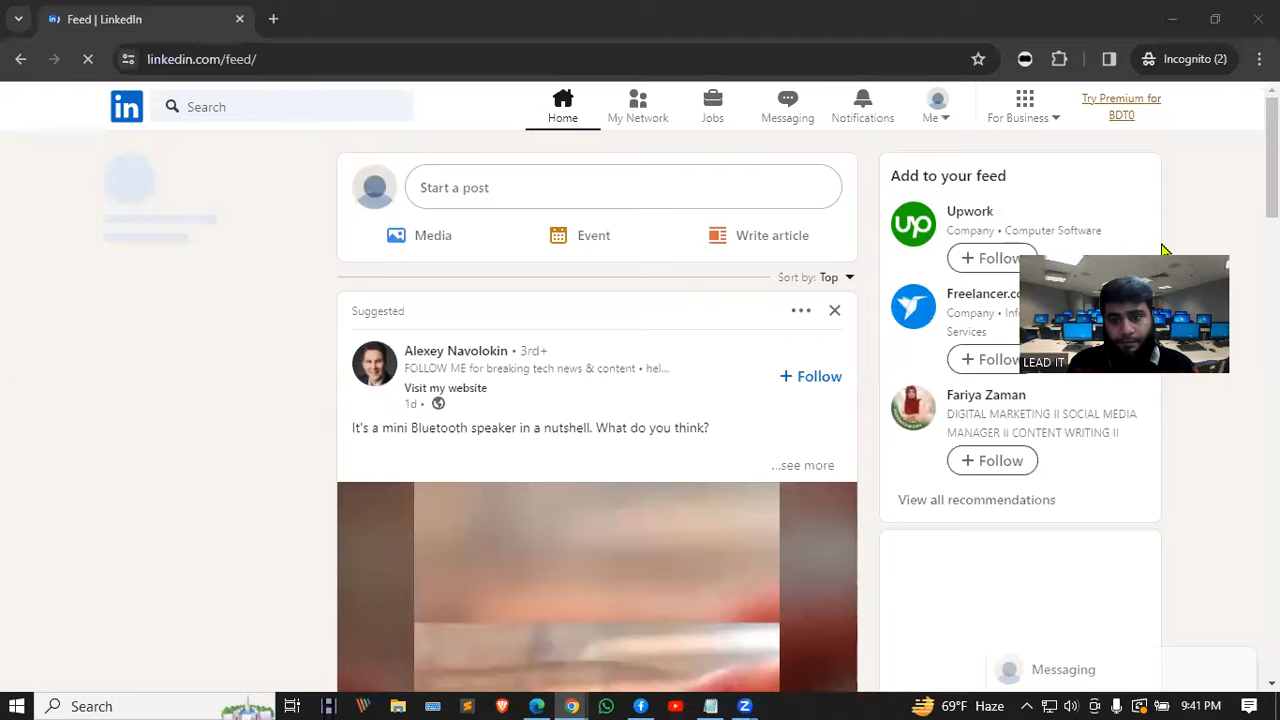 Feed | LinkedIn
linkedin.com/feed/
Incognito (2)
in
Search
Home
My Network
Jobs
Messaging
Notifications
Me
For Business
Try Premium for
BDT0
Start a post
Media
Event
Write article
Sort by: Top
Suggested
Alexey Navolokin • 3rd+
FOLLOW ME for breaking tech news & content • hel...
Visit my website
1d •
+ Follow
It's a mini Bluetooth speaker in a nutshell. What do you think?
...see more
Add to your feed
up
Upwork
Company • Computer Software
+ Follow
Freelancer.co
Company • Inf
Services
+ Follow
LEAD IT
Fariya Zaman
DIGITAL MARKETING II SOCIAL MEDIA
MANAGER II CONTENT WRITING II
+ Follow
View all recommendations
Messaging
Search
69°F Haze
9:41 PM